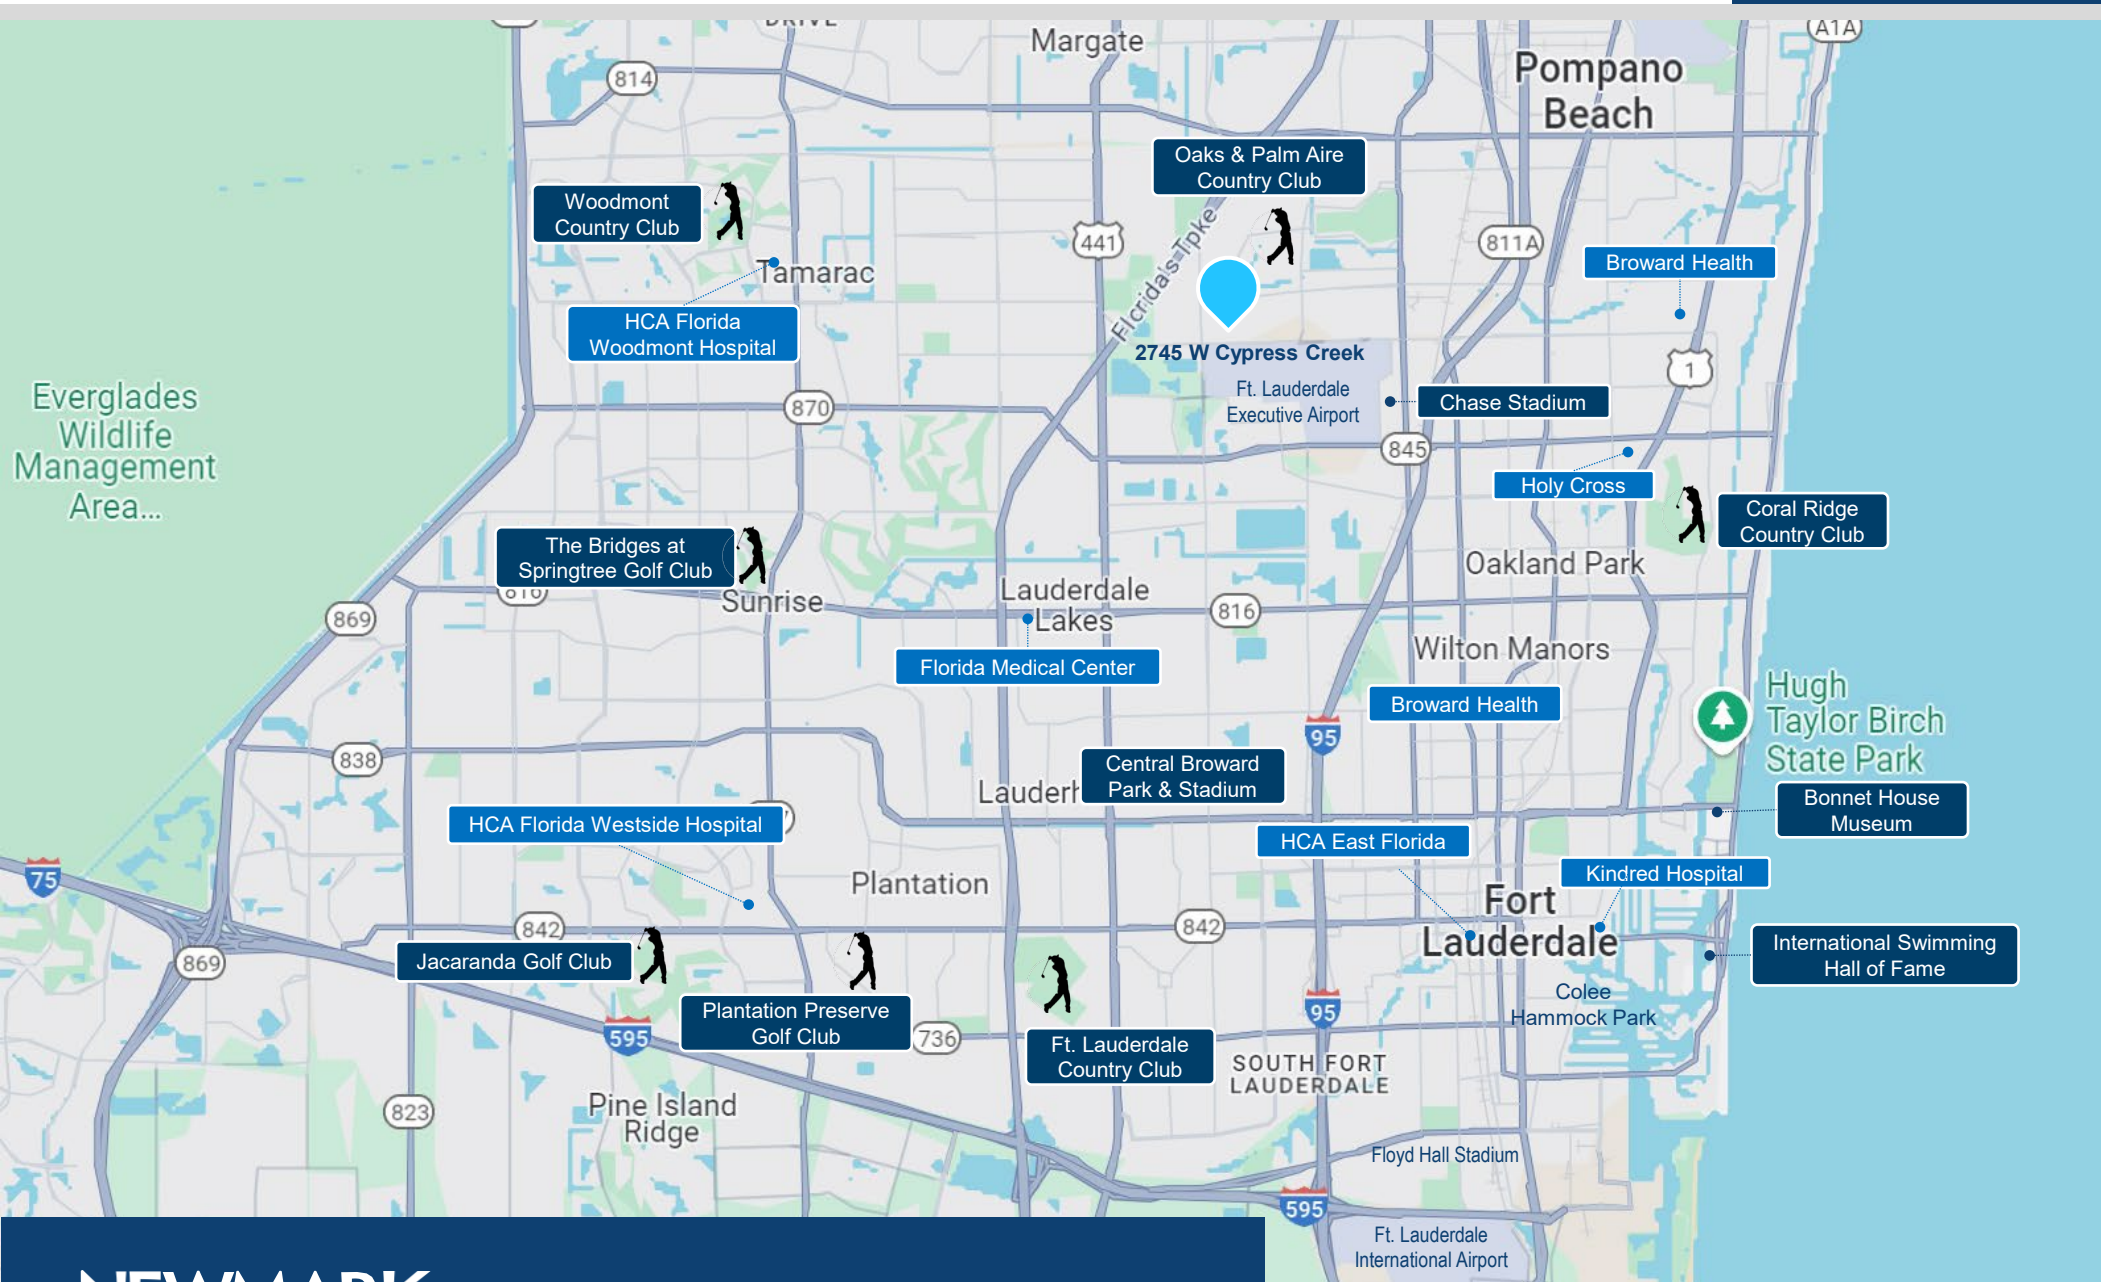 DRIVE
A1A
Margate
Pompano
Beach
814
Oaks & Palm Aire
Country Club
Woodmont
Country Club
441
811A
Florida's Tpke
Broward Health
Tamarac
HCA Florida
Woodmont Hospital
2745 W Cypress Creek
1
Ft. Lauderdale
Executive Airport
Chase Stadium
Everglades
Wildlife
Management
Area...
870
845
Holy Cross
Coral Ridge
Country Club
The Bridges at
Springtree Golf Club
Oakland Park
816
Sunrise
Lauderdale
Lakes
816
869
Wilton Manors
Florida Medical Center
Broward Health
Hugh
Taylor Birch
State Park
95
838
Central Broward
Park & Stadium
Lauderh
Bonnet House
Museum
HCA Florida Westside Hospital
HCA East Florida
75
Plantation
Kindred Hospital
Fort
Lauderdale
842
842
869
Jacaranda Golf Club
International Swimming
Hall of Fame
Colee
Hammock Park
Plantation Preserve
Golf Club
95
595
736
Ft. Lauderdale
Country Club
SOUTH FORT
LAUDERDALE
823
Pine Island
Ridge
Floyd Hall Stadium
595
Ft. Lauderdale
International Airport
NEWMARK